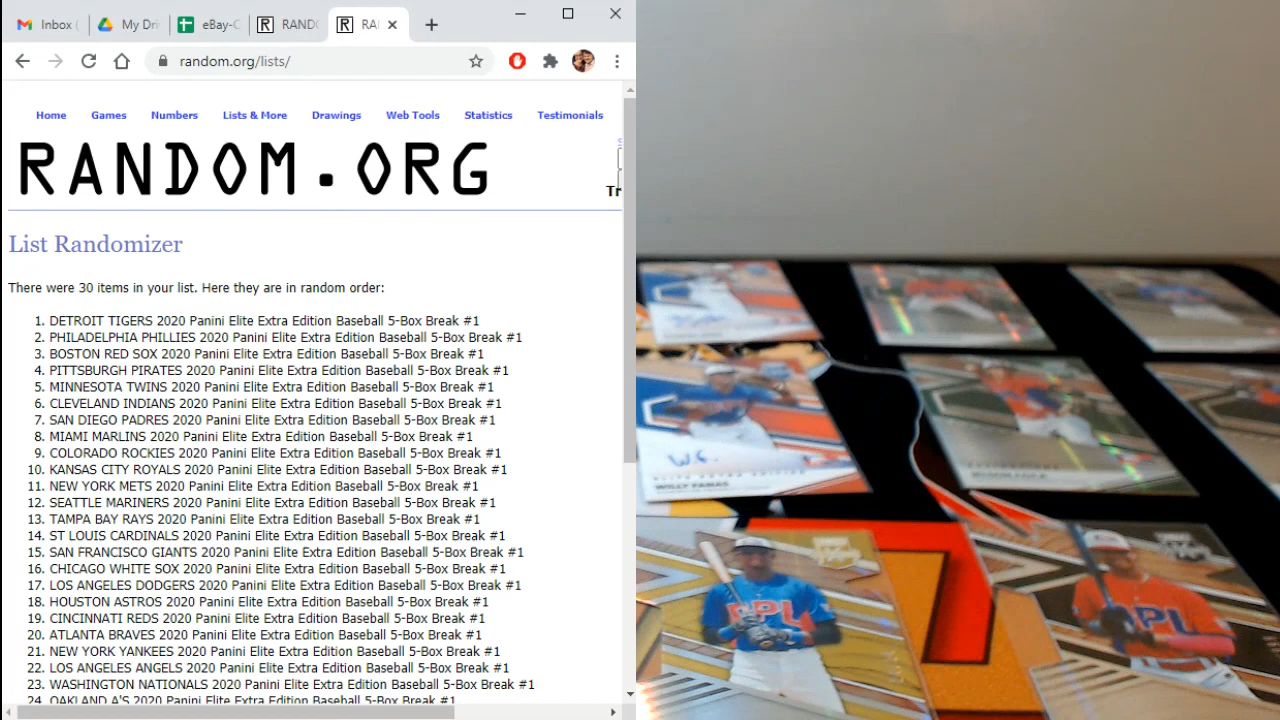 Inbox (
My Dri
eBay-C
RANDO
RA
random.org/lists/
Home Games Numbers Lists & More Drawings Web Tools Statistics Testimonials
RANDOM.ORG
Tr
List Randomizer
There were 30 items in your list. Here they are in random order:
1. DETROIT TIGERS 2020 Panini Elite Extra Edition Baseball 5-Box Break #1
2. PHILADELPHIA PHILLIES 2020 Panini Elite Extra Edition Baseball 5-Box Break #1
3. BOSTON RED SOX 2020 Panini Elite Extra Edition Baseball 5-Box Break #1
4. PITTSBURGH PIRATES 2020 Panini Elite Extra Edition Baseball 5-Box Break #1
5. MINNESOTA TWINS 2020 Panini Elite Extra Edition Baseball 5-Box Break #1
6. CLEVELAND INDIANS 2020 Panini Elite Extra Edition Baseball 5-Box Break #1
7. SAN DIEGO PADRES 2020 Panini Elite Extra Edition Baseball 5-Box Break #1
8. MIAMI MARLINS 2020 Panini Elite Extra Edition Baseball 5-Box Break #1
9. COLORADO ROCKIES 2020 Panini Elite Extra Edition Baseball 5-Box Break #1
10. KANSAS CITY ROYALS 2020 Panini Elite Extra Edition Baseball 5-Box Break #1
11. NEW YORK METS 2020 Panini Elite Extra Edition Baseball 5-Box Break #1
12. SEATTLE MARINERS 2020 Panini Elite Extra Edition Baseball 5-Box Break #1
13. TAMPA BAY RAYS 2020 Panini Elite Extra Edition Baseball 5-Box Break #1
14. ST LOUIS CARDINALS 2020 Panini Elite Extra Edition Baseball 5-Box Break #1
15. SAN FRANCISCO GIANTS 2020 Panini Elite Extra Edition Baseball 5-Box Break #1
16. CHICAGO WHITE SOX 2020 Panini Elite Extra Edition Baseball 5-Box Break #1
17. LOS ANGELES DODGERS 2020 Panini Elite Extra Edition Baseball 5-Box Break #1
18. HOUSTON ASTROS 2020 Panini Elite Extra Edition Baseball 5-Box Break #1
19. CINCINNATI REDS 2020 Panini Elite Extra Edition Baseball 5-Box Break #1
20. ATLANTA BRAVES 2020 Panini Elite Extra Edition Baseball 5-Box Break #1
21. NEW YORK YANKEES 2020 Panini Elite Extra Edition Baseball 5-Box Break #1
22. LOS ANGELES ANGELS 2020 Panini Elite Extra Edition Baseball 5-Box Break #1
23. WASHINGTON NATIONALS 2020 Panini Elite Extra Edition Baseball 5-Box Break #1
24. OAKLAND A'S 2020 Panini Elite Extra Edition Baseball 5-Box Break #1
W.F.
WILLY FANAS
DPL
DPL